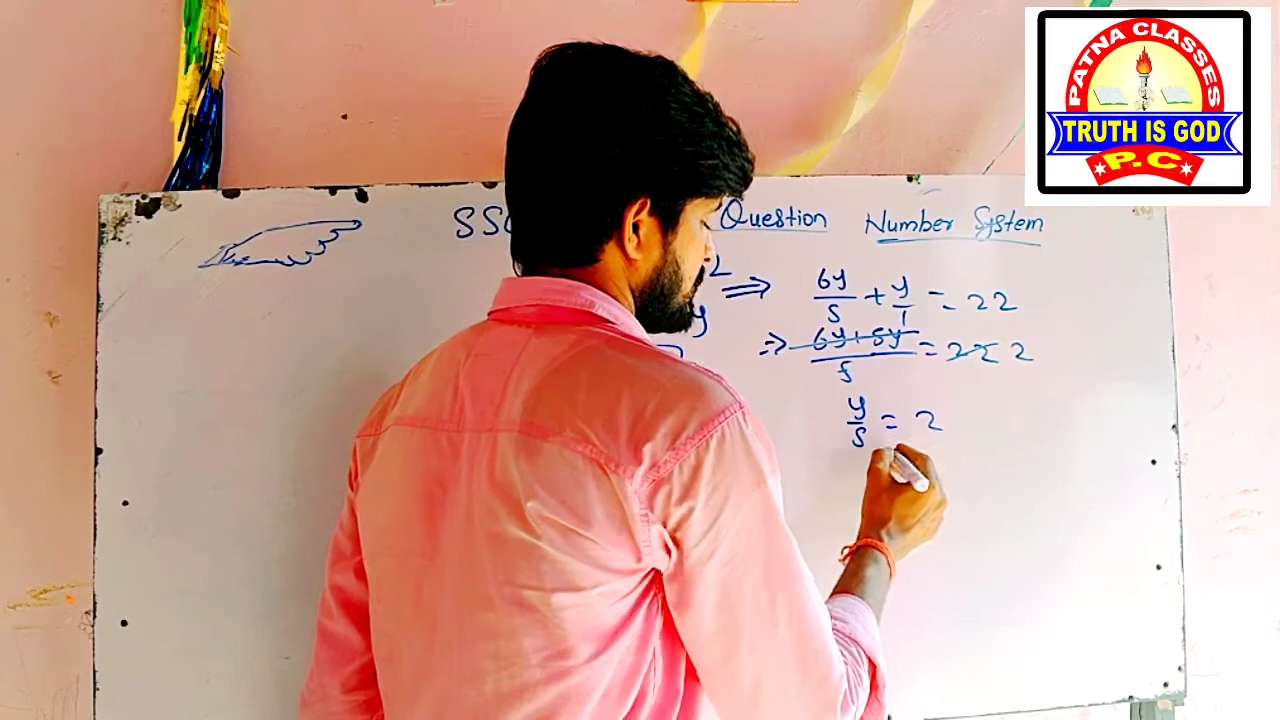 PATNA CLASSES
TRUTH IS GOD
P.C
Question Number System
2 ⇒ 6y/5 + y/1 = 22
y
⇒ 6y+5y/5 = 22 2
y/5 = 2